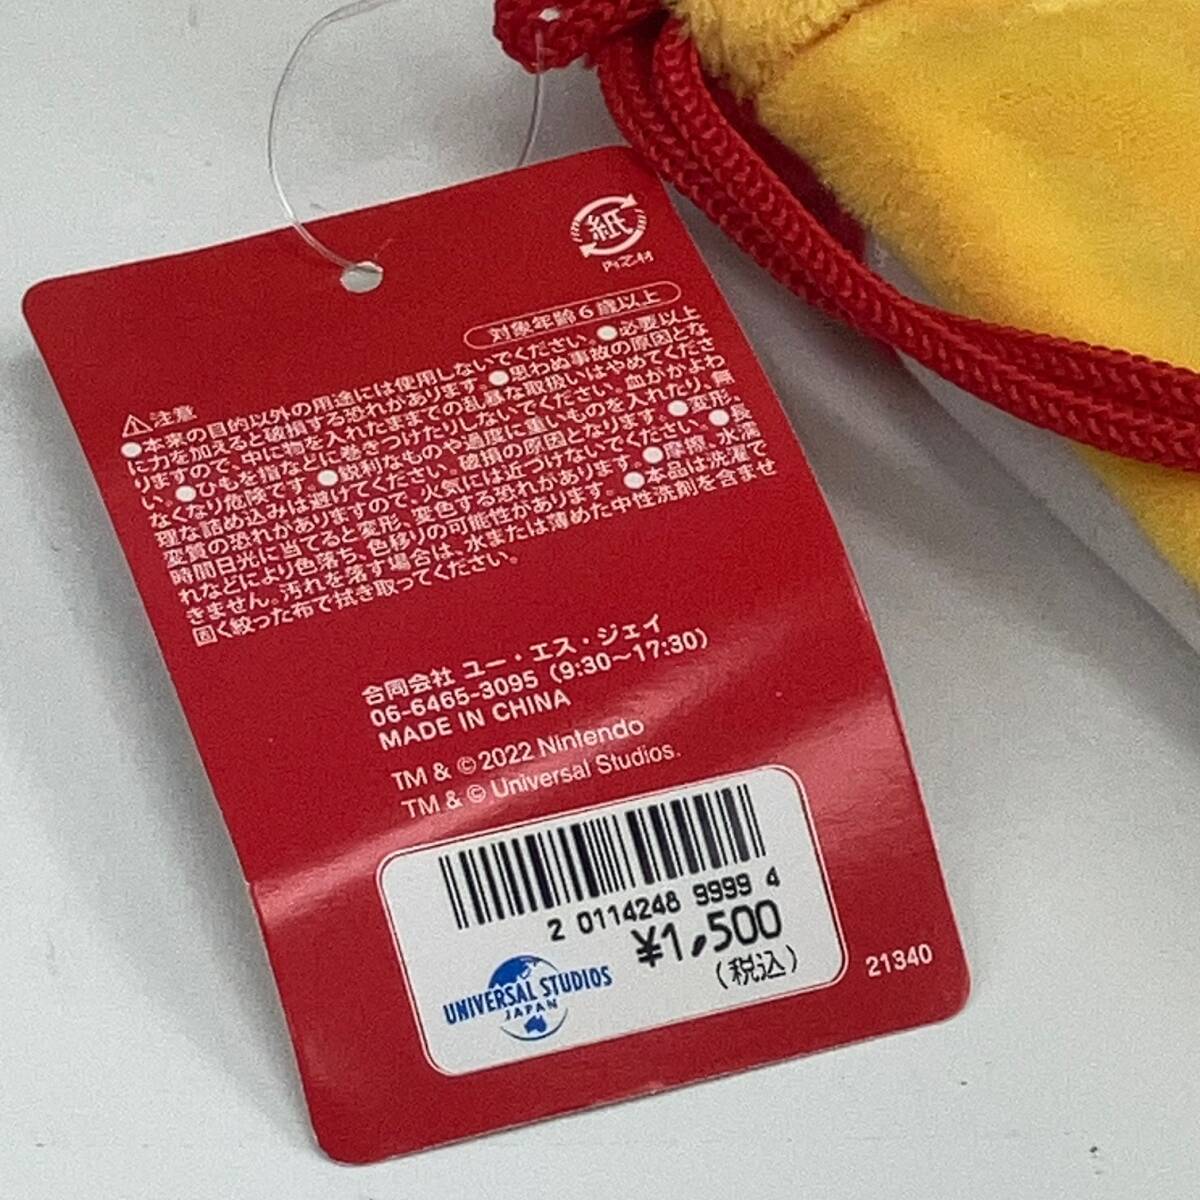 紙
対象年齢6歳以上
⚠注意
●本来の目的以外の用途には使用しないでください。●必要以上
に力を加えると破損する恐れがあります。●思わぬ事故の原因とな
りますので、中に物を入れたままでの乱暴な取扱いはやめてくださ
い。●ひもを指などに巻きつけたりしないでください。血がかよわ
なくなり危険です。●鋭利なものや過度に重いものを入れたり、無
理な詰め込みは避けてください。破損の原因となります。●変形、
変質の恐れがありますので、火気には近づけないでください。●長
時間日光に当てると変形、変色する恐れがあります。●摩擦、水濡
れなどにより色落ち、色移りの可能性があります。●本品は洗濯で
きません。汚れを落す場合は、水または薄めた中性洗剤を含ませ
固く絞った布で拭き取ってください。
合同会社 ユー・エス・ジェイ
06-6465-3095（9:30〜17:30）
MADE IN CHINA
TM & © 2022 Nintendo
TM & © Universal Studios.
2 0114248 9999 4
¥1,500
（税込）
UNIVERSAL STUDIOS
JAPAN
21340